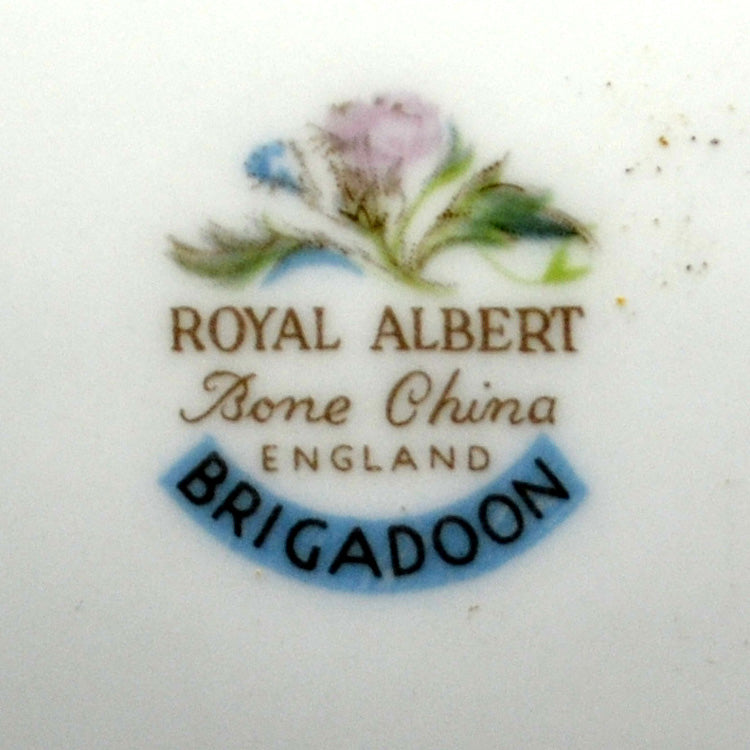 ROYAL ALBERT
Bone China
ENGLAND
BRIGADOON